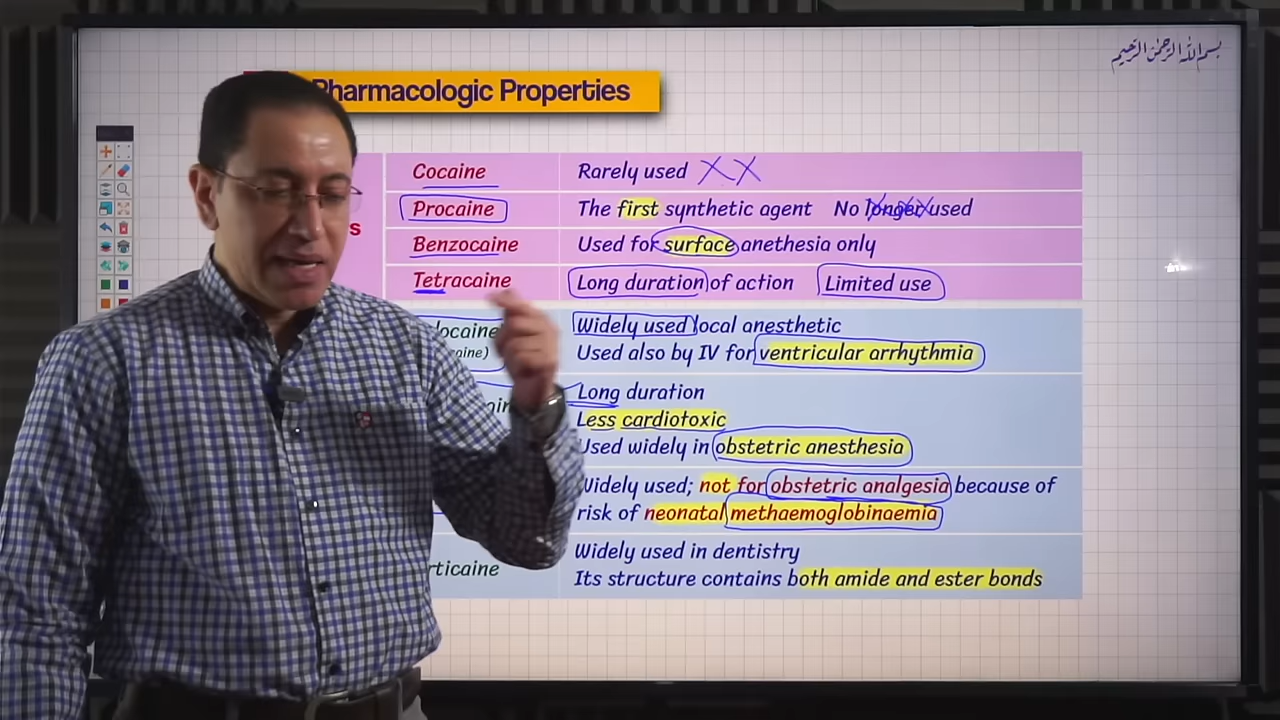 بسم الله الرحمن الرحيم
Pharmacologic Properties
s
Cocaine Rarely used
Procaine The first synthetic agent No longer used
Benzocaine Used for surface anethesia only
Tetracaine Long duration of action Limited use
docaine Widely used local anesthetic
aine) Used also by IV for ventricular arrhythmia
Long duration
Less cardiotoxic
Used widely in obstetric anesthesia
Widely used; not for obstetric analgesia because of
risk of neonatal methaemoglobinaemia
Widely used in dentistry
rticaine Its structure contains both amide and ester bonds